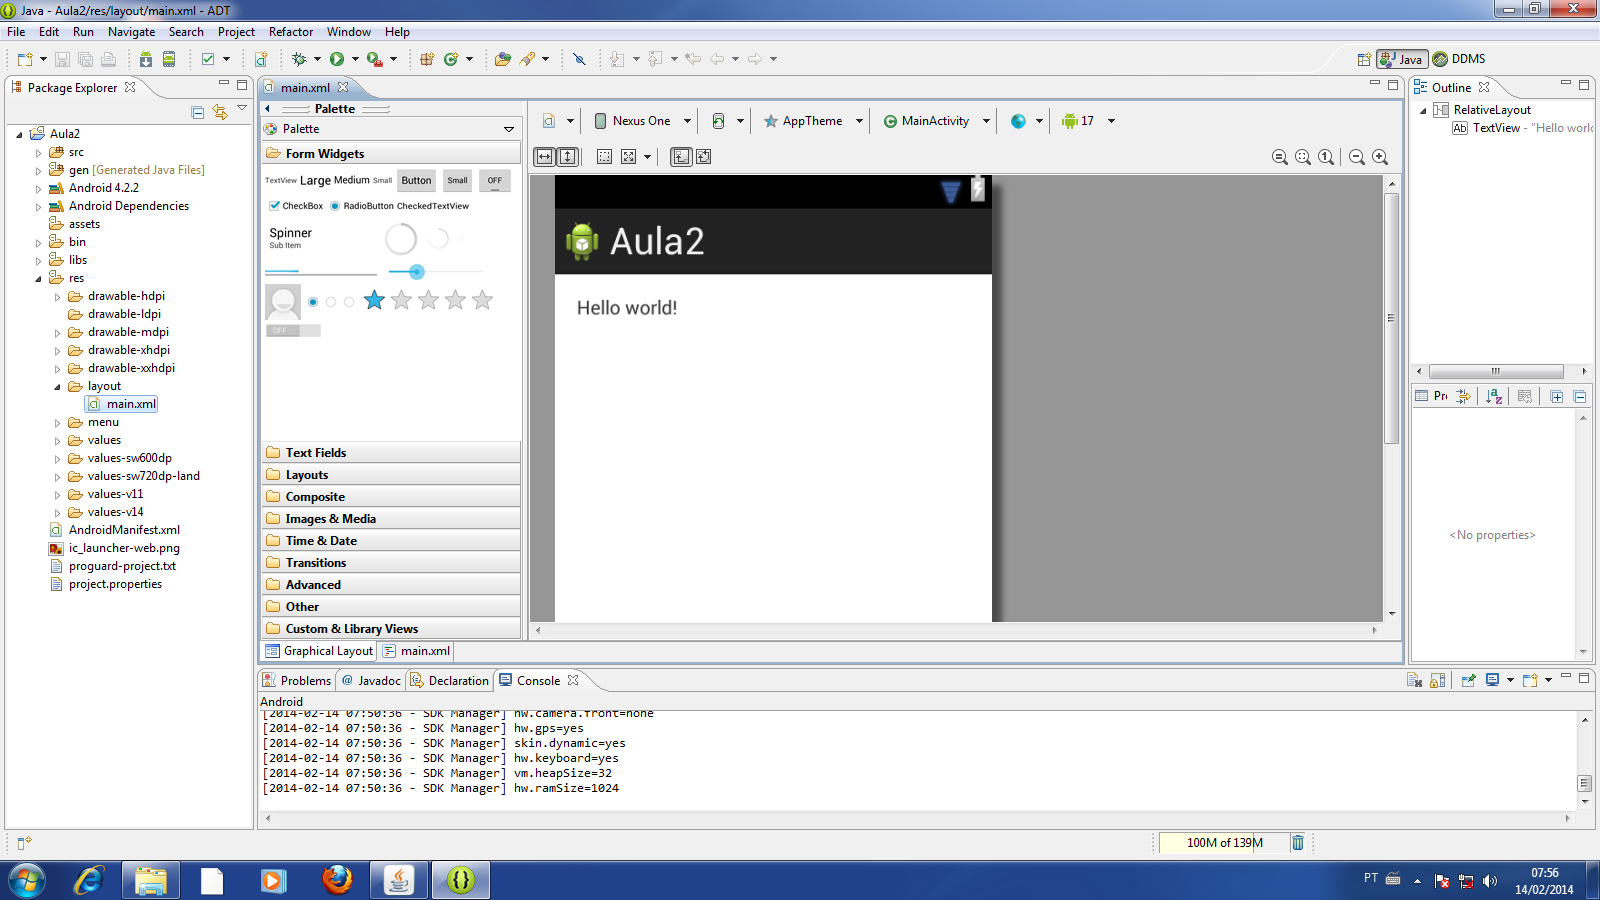 Java - Aula2/res/layout/main.xml - ADT
File Edit Run Navigate Search Project Refactor Window Help
Java DDMS
Package Explorer
Aula2
src
gen [Generated Java Files]
Android 4.2.2
Android Dependencies
assets
bin
libs
res
drawable-hdpi
drawable-ldpi
drawable-mdpi
drawable-xhdpi
drawable-xxhdpi
layout
main.xml
menu
values
values-sw600dp
values-sw720dp-land
values-v11
values-v14
AndroidManifest.xml
ic_launcher-web.png
proguard-project.txt
project.properties
main.xml
Palette
Palette
Form Widgets
TextView Large Medium Small Button Small OFF
CheckBox RadioButton CheckedTextView
Spinner
Sub Item
OFF
Text Fields
Layouts
Composite
Images & Media
Time & Date
Transitions
Advanced
Other
Custom & Library Views
Graphical Layout main.xml
Nexus One AppTheme MainActivity 17
Aula2
Hello world!
Outline
RelativeLayout
Ab TextView - "Hello world
<No properties>
Problems @ Javadoc Declaration Console
Android
[2014-02-14 07:50:36 - SDK Manager] hw.camera.front=none
[2014-02-14 07:50:36 - SDK Manager] hw.gps=yes
[2014-02-14 07:50:36 - SDK Manager] skin.dynamic=yes
[2014-02-14 07:50:36 - SDK Manager] hw.keyboard=yes
[2014-02-14 07:50:36 - SDK Manager] vm.heapSize=32
[2014-02-14 07:50:36 - SDK Manager] hw.ramSize=1024
100M of 139M
PT
07:56
14/02/2014